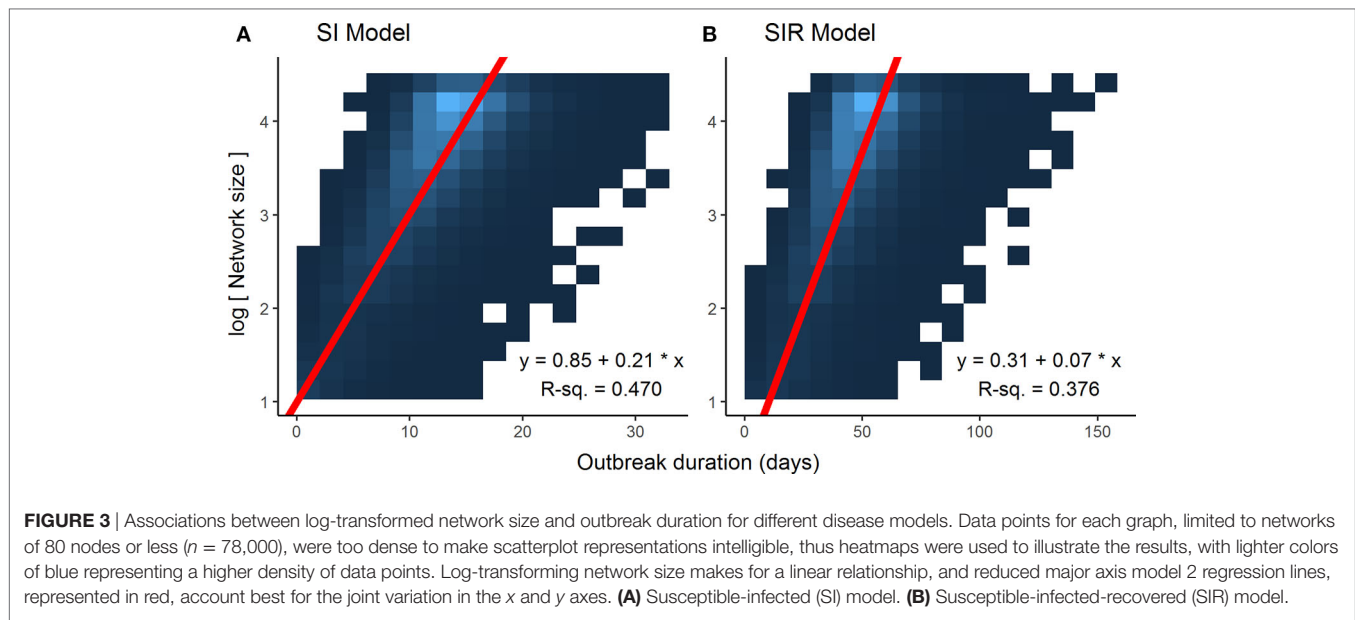 A SI Model
B SIR Model
log [ Network size ]
4
3
2
1
y = 0.85 + 0.21 * x
R-sq. = 0.470
y = 0.31 + 0.07 * x
R-sq. = 0.376
0 10 20 30
0 50 100 150
Outbreak duration (days)
FIGURE 3 | Associations between log-transformed network size and outbreak duration for different disease models. Data points for each graph, limited to networks
of 80 nodes or less (n = 78,000), were too dense to make scatterplot representations intelligible, thus heatmaps were used to illustrate the results, with lighter colors
of blue representing a higher density of data points. Log-transforming network size makes for a linear relationship, and reduced major axis model 2 regression lines,
represented in red, account best for the joint variation in the x and y axes. (A) Susceptible-infected (SI) model. (B) Susceptible-infected-recovered (SIR) model.